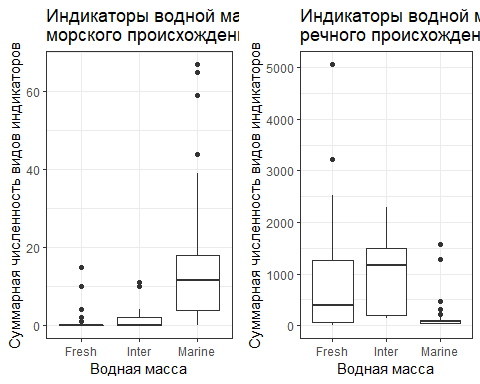 Индикаторы водной ма
морского происхожден
Суммарная численность видов индикаторов
60
40
20
0
Fresh Inter Marine
Водная масса
Индикаторы водной ма
речного происхожден
Суммарная численность видов индикаторов
5000
4000
3000
2000
1000
0
Fresh Inter Marine
Водная масса